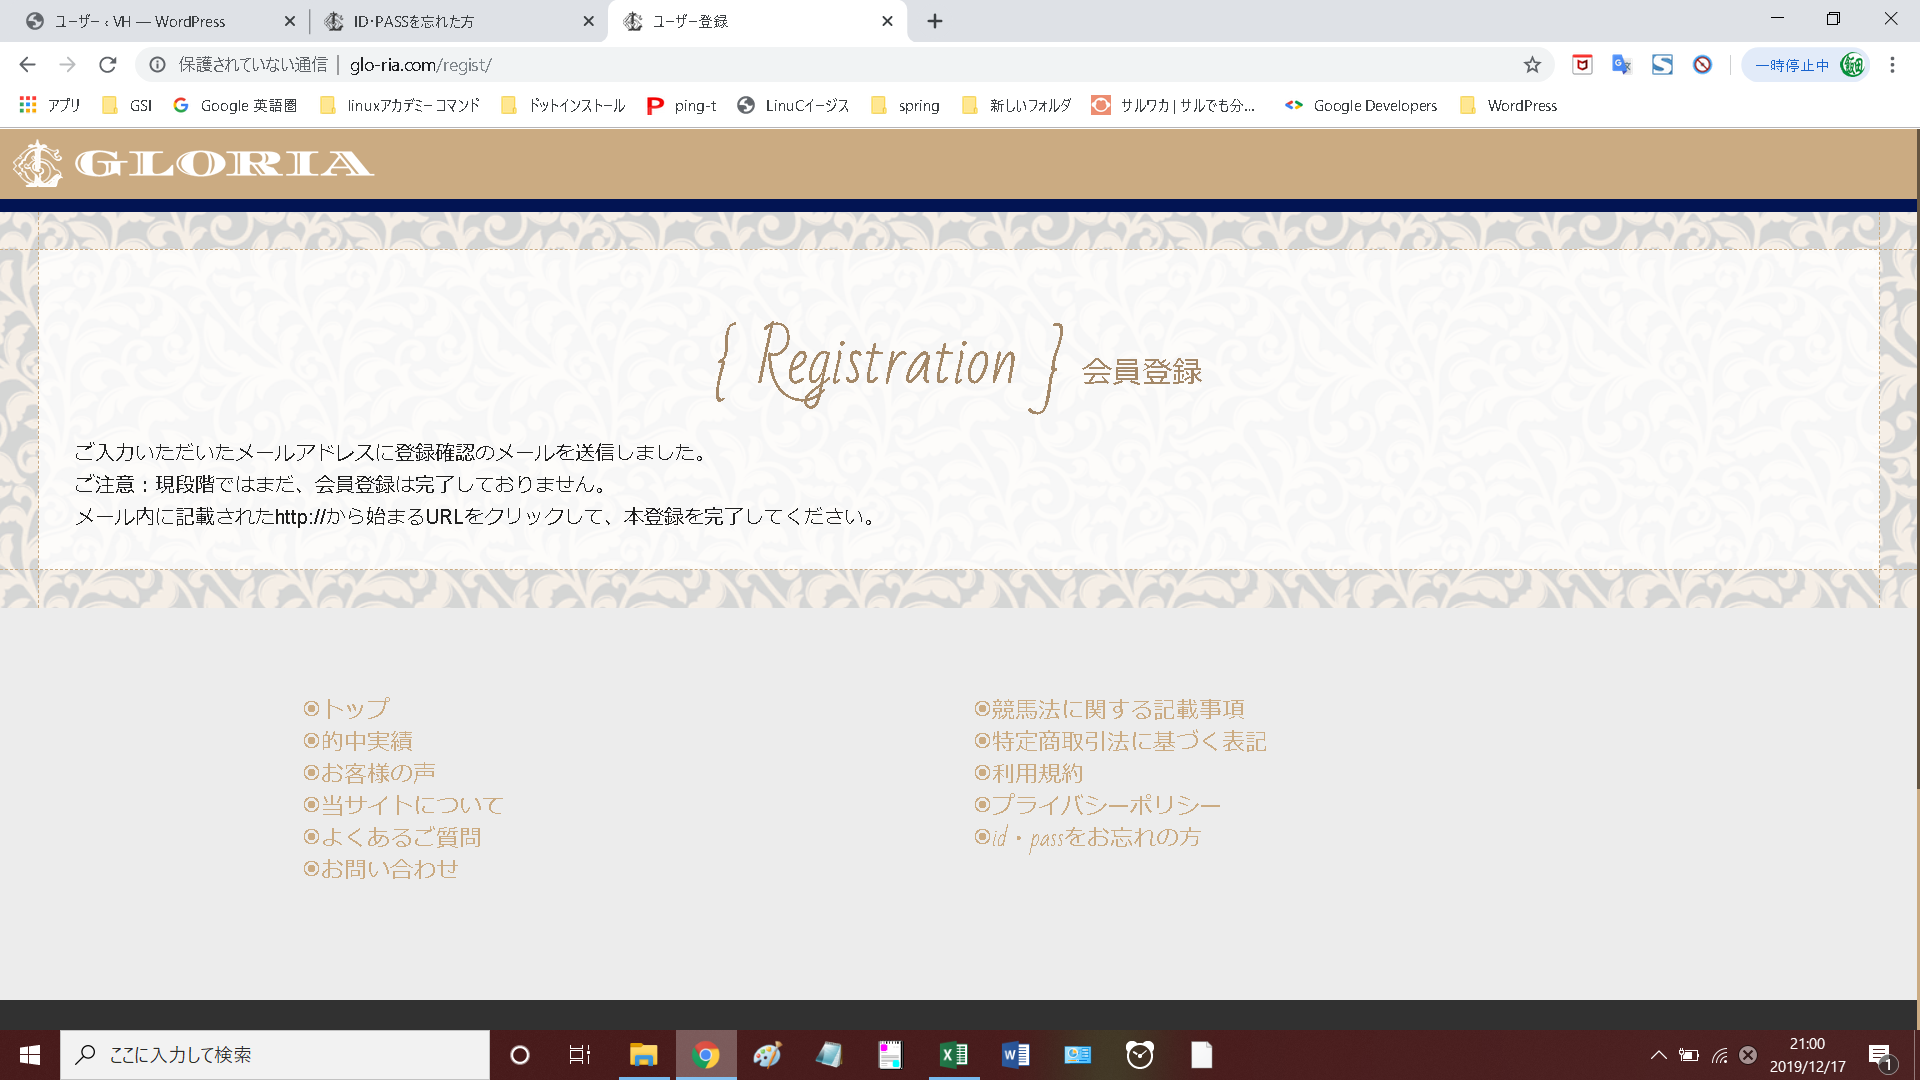 ユーザー ‹ VH — WordPress
ID・PASSを忘れた方
ユーザー登録
保護されていない通信
glo-ria.com/regist/
一時停止中
アプリ
GSI
Google 英語圏
linuxアカデミーコマンド
ドットインストール
ping-t
LinuCイージス
spring
新しいフォルダ
サルワカ | サルでも分...
Google Developers
WordPress
GLORIA
{ Registration } 会員登録
ご入力いただいたメールアドレスに登録確認のメールを送信しました。
ご注意：現段階ではまだ、会員登録は完了しておりません。
メール内に記載されたhttp://から始まるURLをクリックして、本登録を完了してください。
◉トップ
◉的中実績
◉お客様の声
◉当サイトについて
◉よくあるご質問
◉お問い合わせ
◉競馬法に関する記載事項
◉特定商取引法に基づく表記
◉利用規約
◉プライバシーポリシー
◉id・passをお忘れの方
ここに入力して検索
21:00
2019/12/17
1